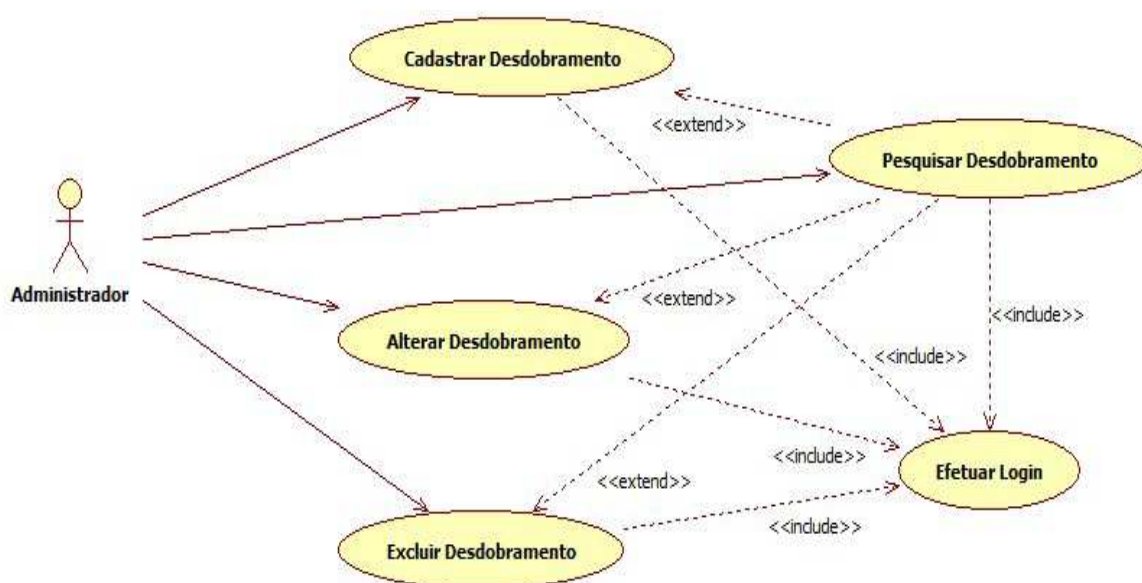 Cadastrar Desdobramento
<<extend>>
Pesquisar Desdobramento
Administrador
<<extend>>
Alterar Desdobramento
<<include>>
<<include>>
<<include>>
Efetuar Login
<<extend>>
<<include>>
Excluir Desdobramento